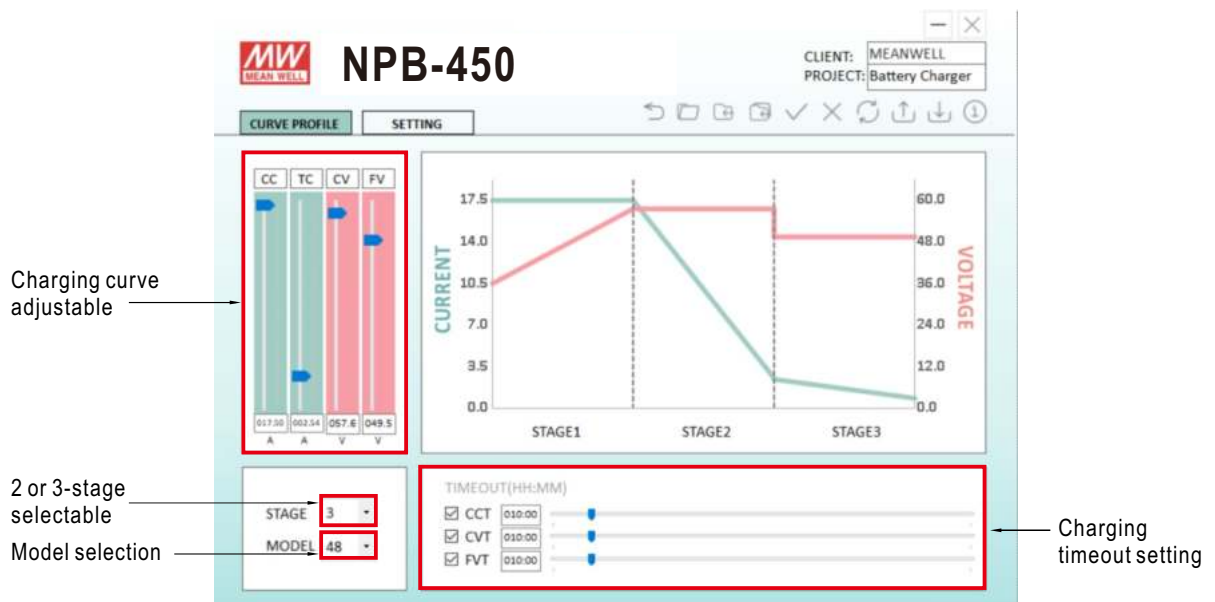 MW
MEAN WELL
NPB-450
CLIENT: MEANWELL
PROJECT: Battery Charger
CURVE PROFILE SETTING
CC TC CV FV
017.50 002.54 057.6 049.5
A A V V
Charging curve
adjustable
CURRENT
17.5
14.0
10.5
7.0
3.5
0.0
60.0
48.0
36.0
24.0
12.0
0.0
VOLTAGE
STAGE1 STAGE2 STAGE3
2 or 3-stage
selectable
Model selection
STAGE 3
MODEL 48
TIMEOUT(HH:MM)
CCT 010:00
CVT 010:00
FVT 010:00
Charging
timeout setting